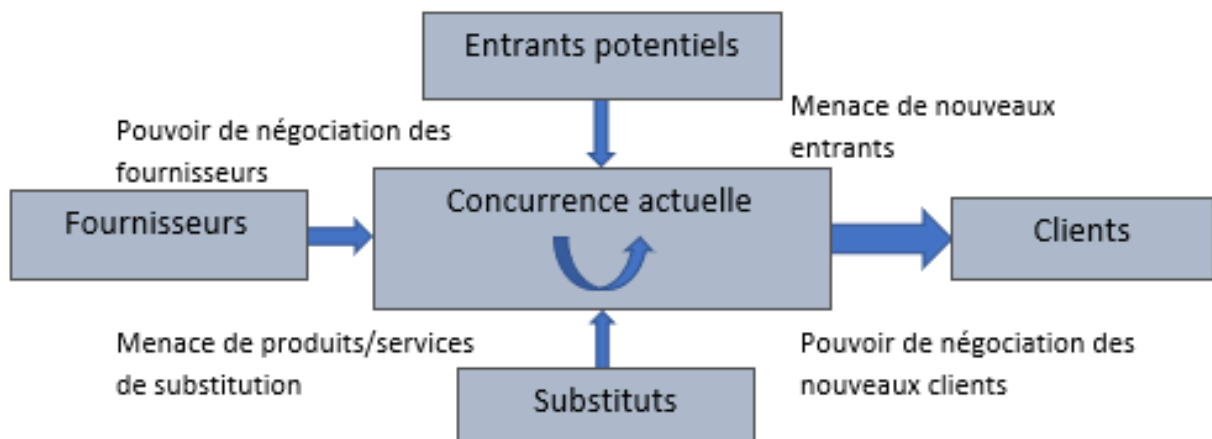 Entrants potentiels
Menace de nouveaux
entrants
Pouvoir de négociation des
fournisseurs
Fournisseurs
Concurrence actuelle
Clients
Menace de produits/services
de substitution
Pouvoir de négociation des
nouveaux clients
Substituts